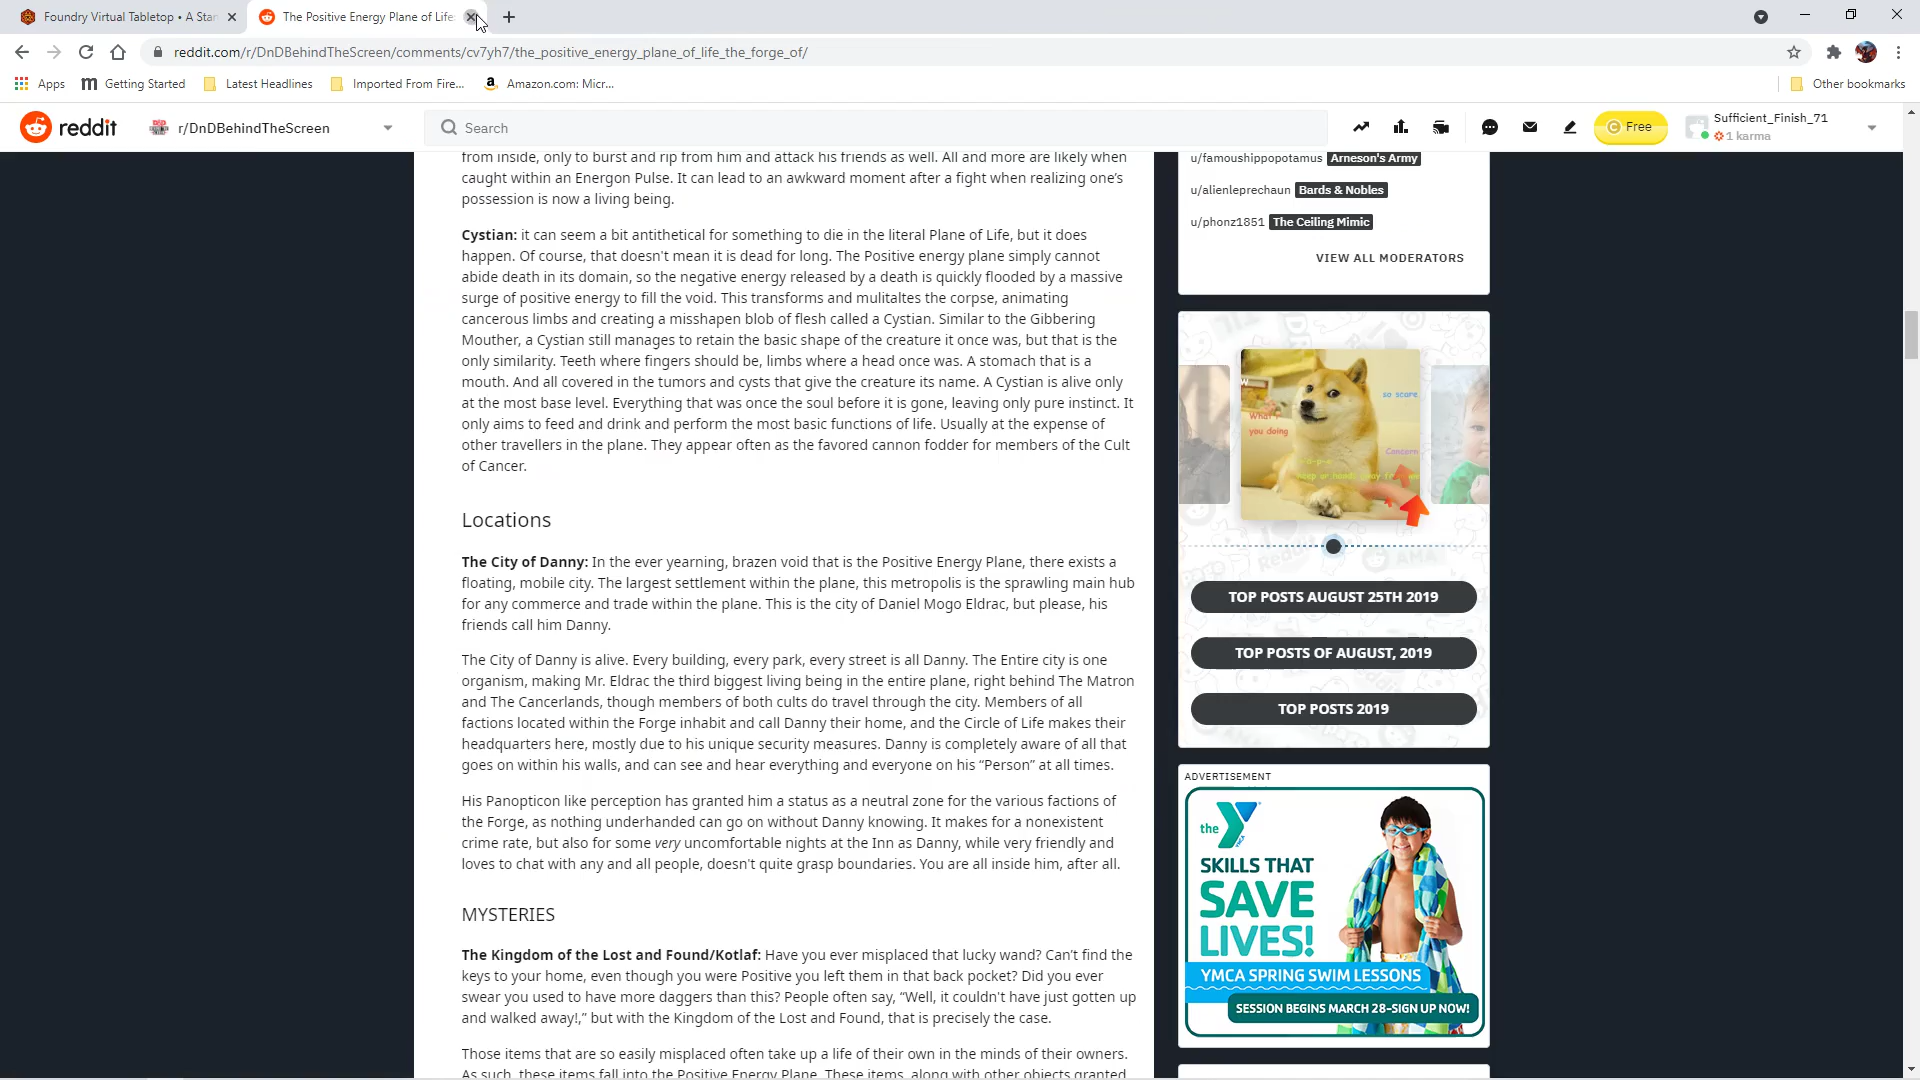 Foundry Virtual Tabletop • A Star
The Positive Energy Plane of Life
reddit.com/r/DnDBehindTheScreen/comments/cv7yh7/the_positive_energy_plane_of_life_the_forge_of/
Apps
Getting Started
Latest Headlines
Imported From Fire...
Amazon.com: Micr...
Other bookmarks
reddit
r/DnDBehindTheScreen
Search
Free
Sufficient_Finish_71
1 karma
from inside, only to burst and rip from him and attack his friends as well. All and more are likely when
caught within an Energon Pulse. It can lead to an awkward moment after a fight when realizing one's
possession is now a living being.
Cystian: it can seem a bit antithetical for something to die in the literal Plane of Life, but it does
happen. Of course, that doesn't mean it is dead for long. The Positive energy plane simply cannot
abide death in its domain, so the negative energy released by a death is quickly flooded by a massive
surge of positive energy to fill the void. This transforms and mulitaltes the corpse, animating
cancerous limbs and creating a misshapen blob of flesh called a Cystian. Similar to the Gibbering
Mouther, a Cystian still manages to retain the basic shape of the creature it once was, but that is the
only similarity. Teeth where fingers should be, limbs where a head once was. A stomach that is a
mouth. And all covered in the tumors and cysts that give the creature its name. A Cystian is alive only
at the most base level. Everything that was once the soul before it is gone, leaving only pure instinct. It
only aims to feed and drink and perform the most basic functions of life. Usually at the expense of
other travellers in the plane. They appear often as the favored cannon fodder for members of the Cult
of Cancer.
Locations
The City of Danny: In the ever yearning, brazen void that is the Positive Energy Plane, there exists a
floating, mobile city. The largest settlement within the plane, this metropolis is the sprawling main hub
for any commerce and trade within the plane. This is the city of Daniel Mogo Eldrac, but please, his
friends call him Danny.
The City of Danny is alive. Every building, every park, every street is all Danny. The Entire city is one
organism, making Mr. Eldrac the third biggest living being in the entire plane, right behind The Matron
and The Cancerlands, though members of both cults do travel through the city. Members of all
factions located within the Forge inhabit and call Danny their home, and the Circle of Life makes their
headquarters here, mostly due to his unique security measures. Danny is completely aware of all that
goes on within his walls, and can see and hear everything and everyone on his “Person” at all times.
His Panopticon like perception has granted him a status as a neutral zone for the various factions of
the Forge, as nothing underhanded can go on without Danny knowing. It makes for a nonexistent
crime rate, but also for some very uncomfortable nights at the Inn as Danny, while very friendly and
loves to chat with any and all people, doesn't quite grasp boundaries. You are all inside him, after all.
MYSTERIES
The Kingdom of the Lost and Found/Kotlaf: Have you ever misplaced that lucky wand? Can’t find the
keys to your home, even though you were Positive you left them in that back pocket? Did you ever
swear you used to have more daggers than this? People often say, “Well, it couldn't have just gotten up
and walked away!,” but with the Kingdom of the Lost and Found, that is precisely the case.
Those items that are so easily misplaced often take up a life of their own in the minds of their owners.
As such, these items fall into the Positive Energy Plane. These items, along with other objects granted
u/famoushippopotamus Arneson's Army
u/alienleprechaun Bards & Nobles
u/phonz1851 The Ceiling Mimic
VIEW ALL MODERATORS
so scare
What r
you doing
Concern
TOP POSTS AUGUST 25TH 2019
TOP POSTS OF AUGUST, 2019
TOP POSTS 2019
ADVERTISEMENT
the Y
SKILLS THAT
SAVE
LIVES!
YMCA SPRING SWIM LESSONS
SESSION BEGINS MARCH 28–SIGN UP NOW!